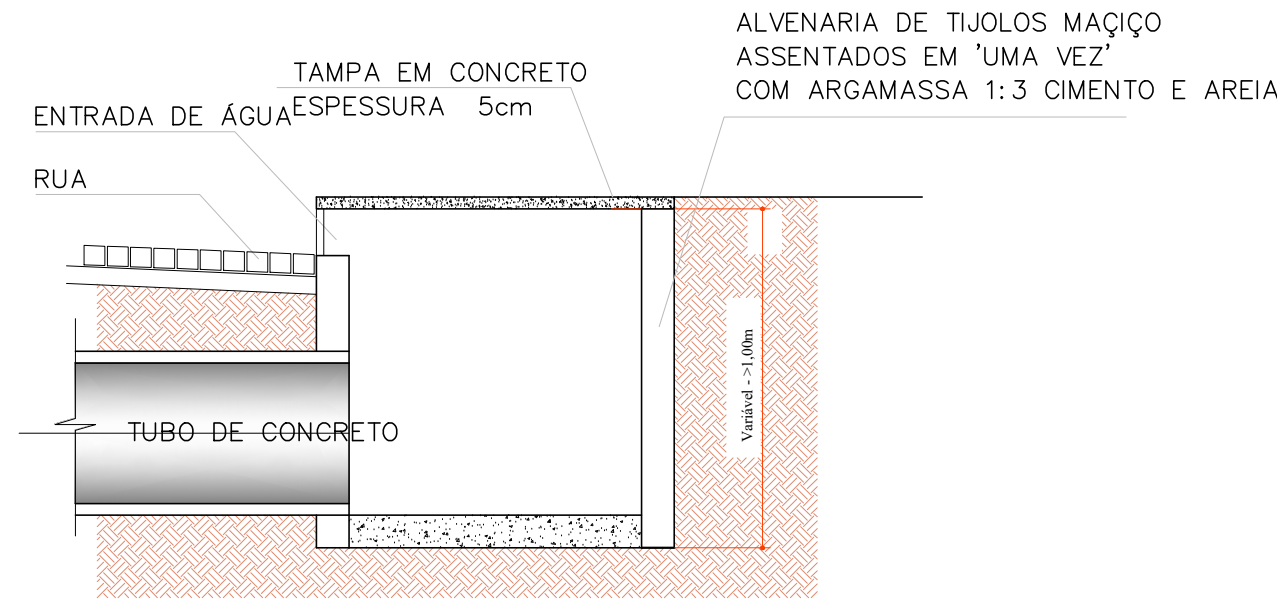 ALVENARIA DE TIJOLOS MAÇIÇO
ASSENTADOS EM 'UMA VEZ'
COM ARGAMASSA 1:3 CIMENTO E AREIA
TAMPA EM CONCRETO
ESPESSURA 5cm
ENTRADA DE ÁGUA
RUA
Variável - >1,00m
TUBO DE CONCRETO